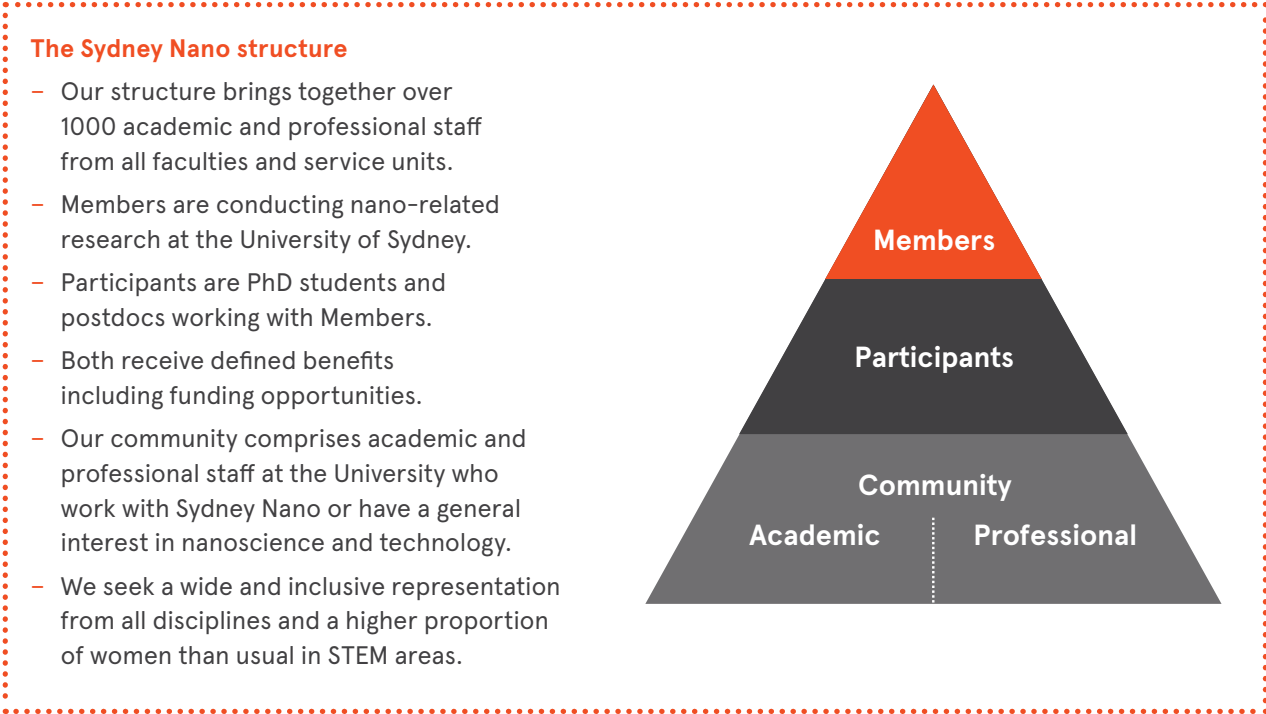 The Sydney Nano structure
– Our structure brings together over
1000 academic and professional staff
from all faculties and service units.
– Members are conducting nano-related
research at the University of Sydney.
– Participants are PhD students and
postdocs working with Members.
– Both receive defined benefits
including funding opportunities.
– Our community comprises academic and
professional staff at the University who
work with Sydney Nano or have a general
interest in nanoscience and technology.
– We seek a wide and inclusive representation
from all disciplines and a higher proportion
of women than usual in STEM areas.
Members
Participants
Community
Academic
Professional